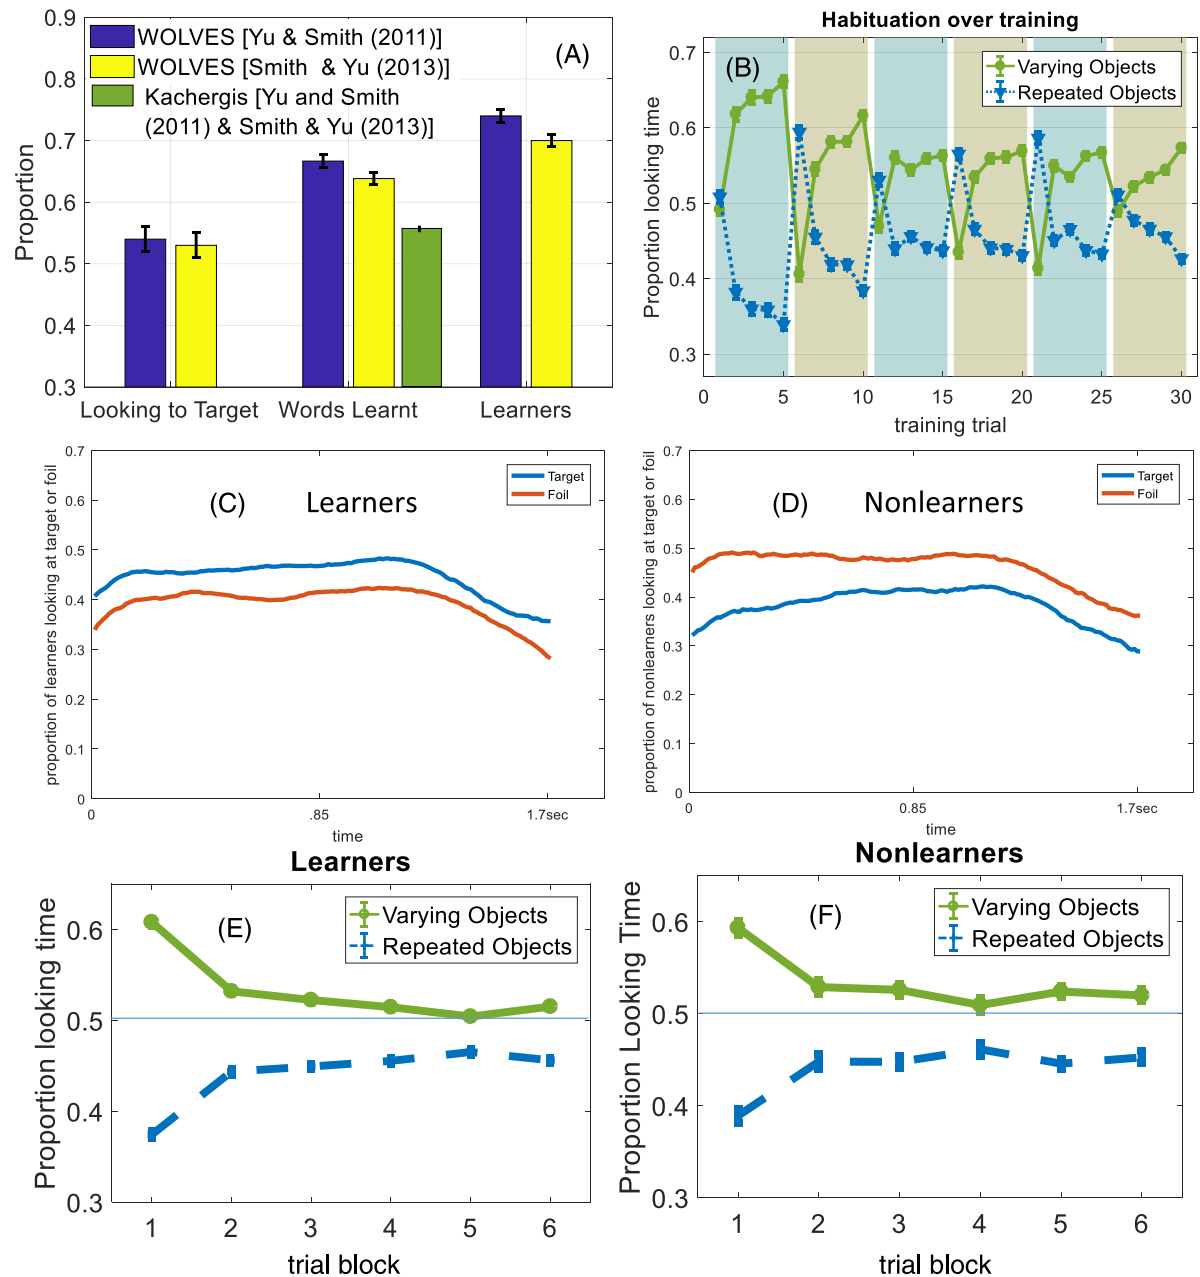 0.9
0.8
0.7
0.6
0.5
0.4
0.3
Proportion
WOLVES [Yu & Smith (2011)]
WOLVES [Smith & Yu (2013)]
Kachergis [Yu and Smith
(2011) & Smith & Yu (2013)]
(A)
Looking to Target
Words Learnt
Learners
Habituation over training
(B)
Varying Objects
Repeated Objects
0.7
0.6
0.5
0.4
0.3
Proportion looking time
0 5 10 15 20 25 30
training trial
0.7
0.6
0.5
0.4
0.3
0.2
0.1
0
proportion of learners looking at target or foil
(C)
Learners
Target
Foil
0 .85 1.7sec
time
0.7
0.6
0.5
0.4
0.3
0.2
0.1
0
proportion of nonlearners looking at target or foil
(D)
Nonlearners
Target
Foil
0 0.85 1.7sec
time
Learners
(E)
Varying Objects
Repeated Objects
0.6
0.5
0.4
0.3
Proportion looking time
1 2 3 4 5 6
trial block
Nonlearners
(F)
Varying Objects
Repeated Objects
0.6
0.5
0.4
0.3
Proportion Looking Time
1 2 3 4 5 6
trial block